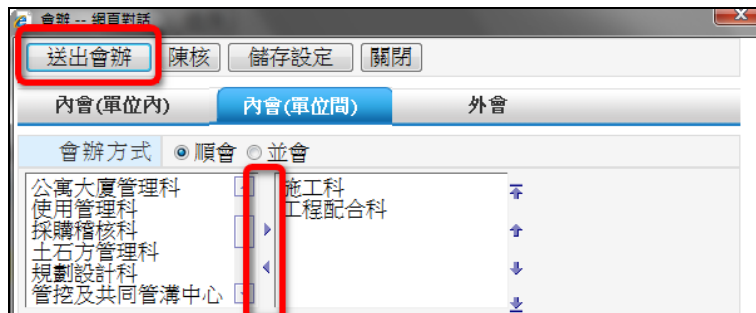 會辦 -- 網頁對話
送出會辦 陳核 儲存設定 關閉
內會(單位內) 內會(單位間) 外會
會辦方式 順會 並會
公寓大廈管理科 施工科
使用管理科 工程配合科
採購稽核科
土石方管理科
規劃設計科
管挖及共同管溝中心